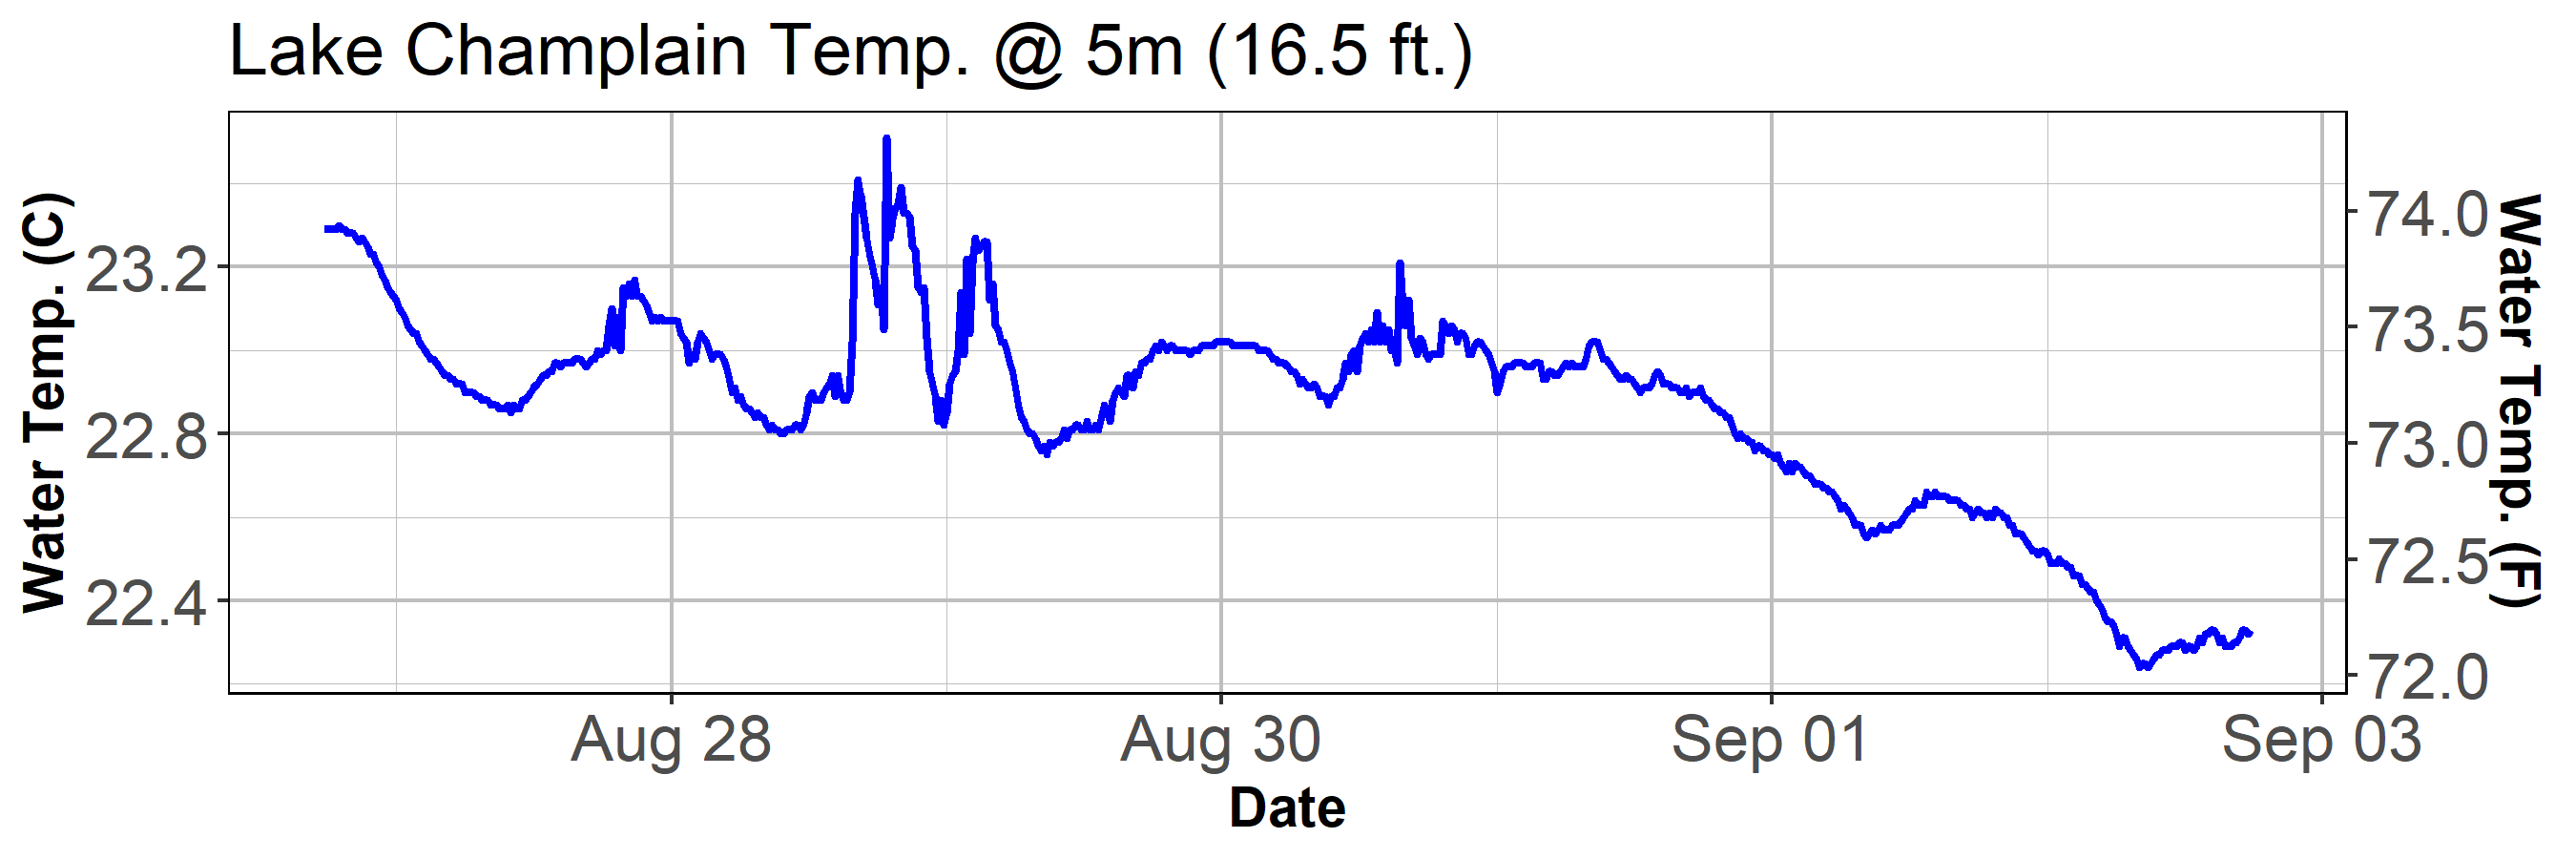 Lake Champlain Temp. @ 5m (16.5 ft.)
Water Temp. (C)
23.2
22.8
22.4
74.0
73.5
73.0
72.5
72.0
Water Temp. (F)
Aug 28
Aug 30
Sep 01
Sep 03
Date